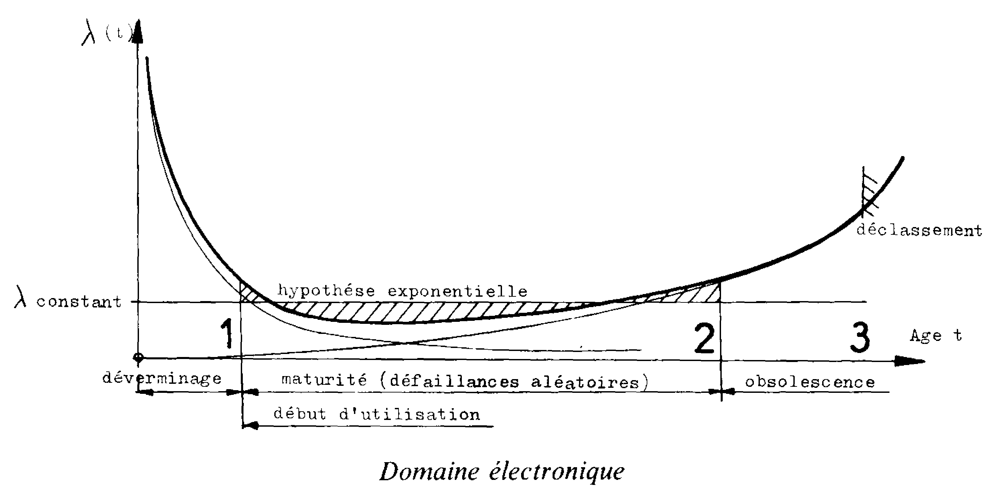 λ (t)
déclassement
hypothése exponentielle
λ constant
1
2
3
Age t
déverminage
maturité (défaillances aléatoires)
obsolescence
début d'utilisation
Domaine électronique